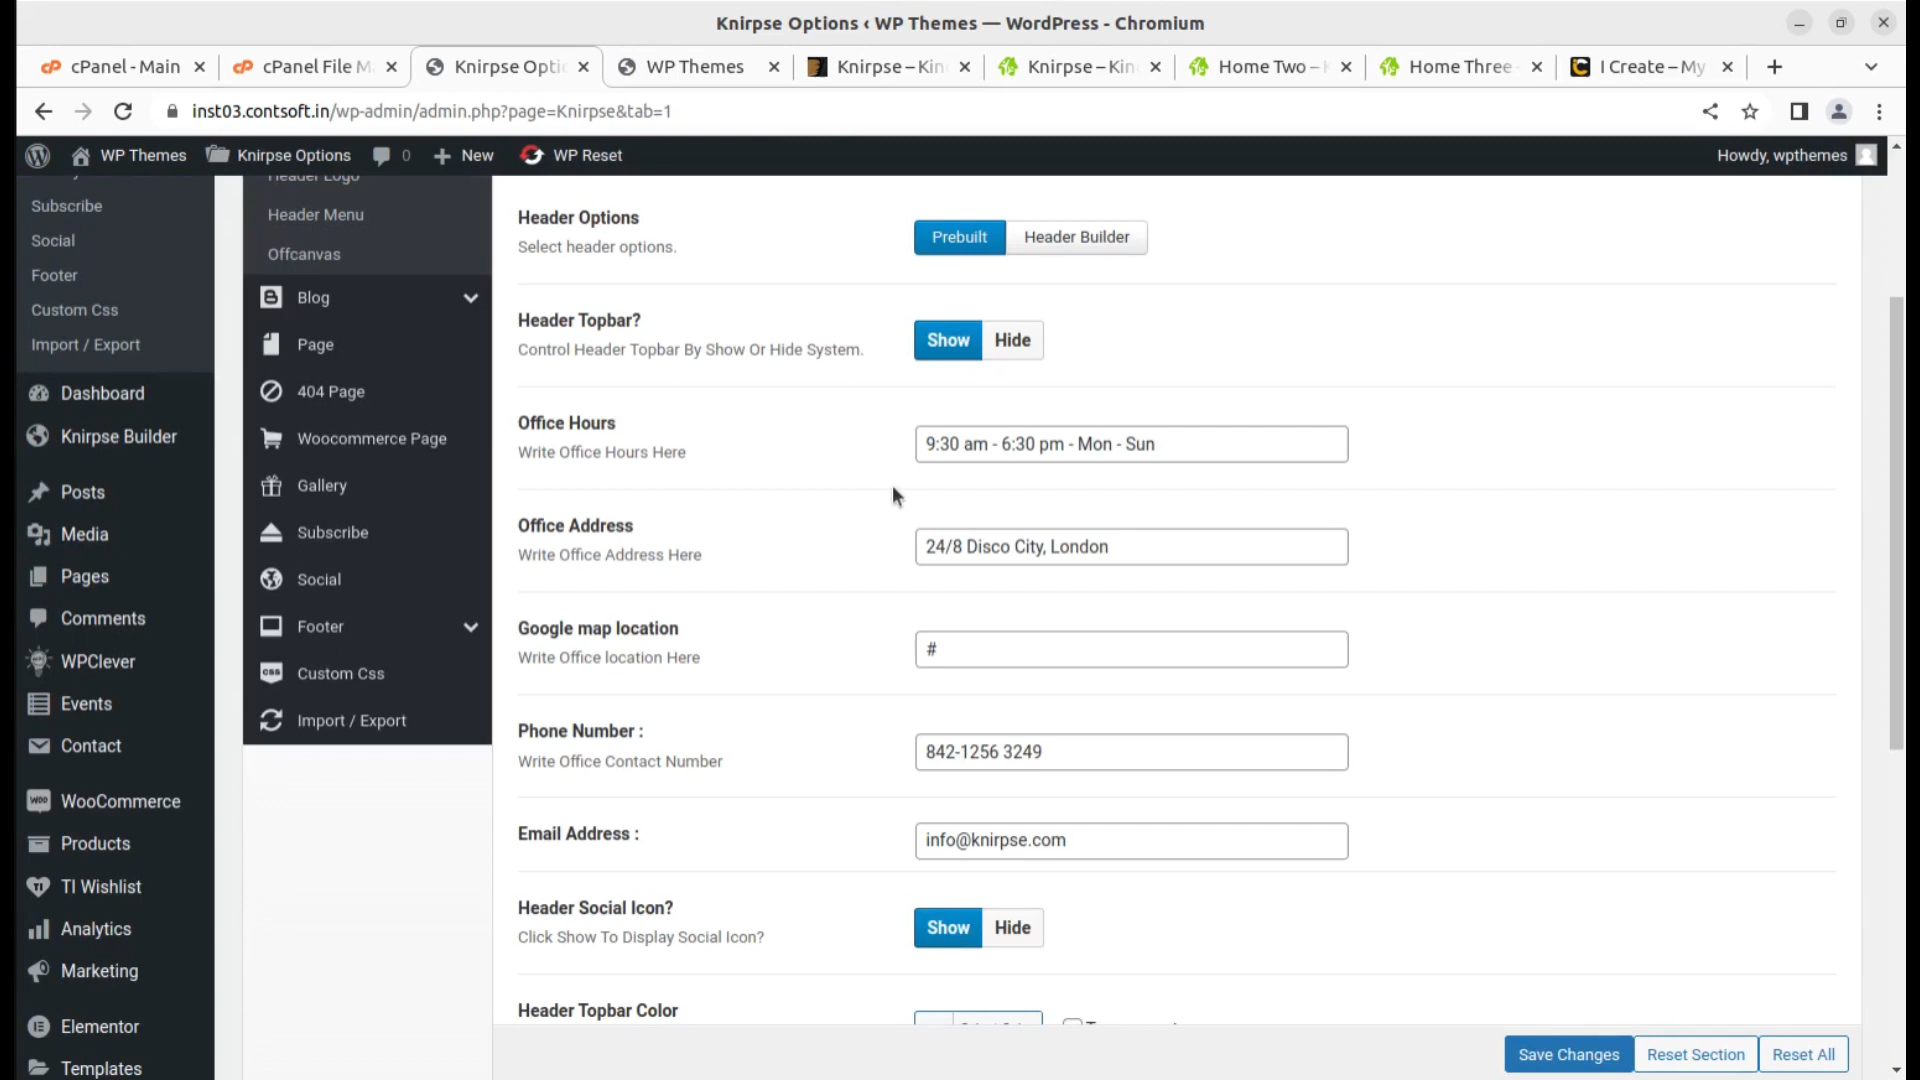 Knirpse Options ‹ WP Themes — WordPress - Chromium
cPanel - Main
cPanel File M
Knirpse Opti
WP Themes
Knirpse – Kin
Knirpse – Kin
Home Two –
Home Three
I Create – My
inst03.contsoft.in/wp-admin/admin.php?page=Knirpse&tab=1
WP Themes
Knirpse Options
0
New
WP Reset
Howdy, wpthemes
Subscribe
Social
Footer
Custom Css
Import / Export
Dashboard
Knirpse Builder
Posts
Media
Pages
Comments
WPClever
Events
Contact
WooCommerce
Products
TI Wishlist
Analytics
Marketing
Elementor
Templates
Header Logo
Header Menu
Offcanvas
Blog
Page
404 Page
Woocommerce Page
Gallery
Subscribe
Social
Footer
Custom Css
Import / Export
Header Options
Select header options.
Prebuilt
Header Builder
Header Topbar?
Control Header Topbar By Show Or Hide System.
Show
Hide
Office Hours
Write Office Hours Here
9:30 am - 6:30 pm - Mon - Sun
Office Address
Write Office Address Here
24/8 Disco City, London
Google map location
Write Office location Here
#
Phone Number :
Write Office Contact Number
842-1256 3249
Email Address :
info@knirpse.com
Header Social Icon?
Click Show To Display Social Icon?
Show
Hide
Header Topbar Color
Save Changes
Reset Section
Reset All